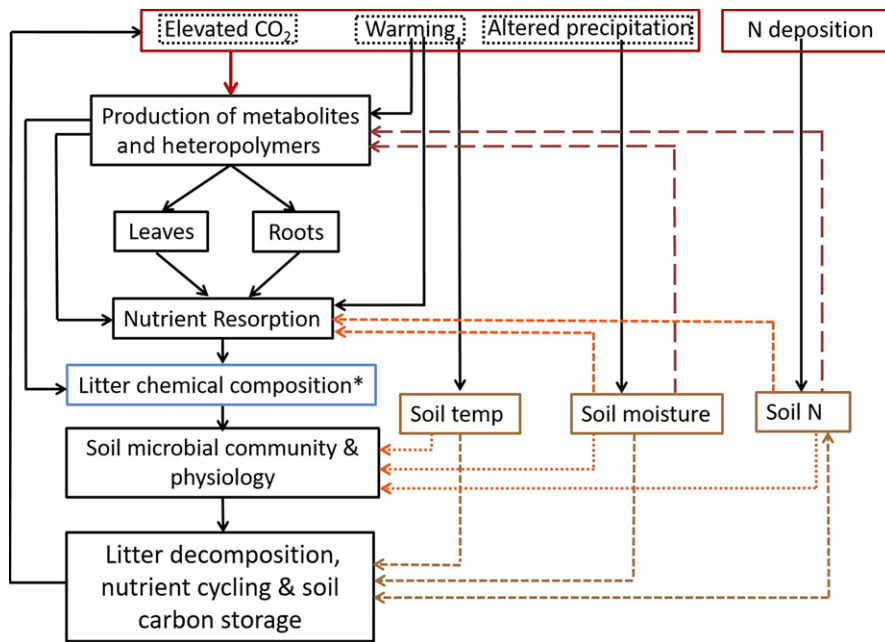 Elevated CO₂
Warming
Altered precipitation
N deposition
Production of metabolites
and heteropolymers
Leaves
Roots
Nutrient Resorption
Litter chemical composition*
Soil temp
Soil moisture
Soil N
Soil microbial community &
physiology
Litter decomposition,
nutrient cycling & soil
carbon storage